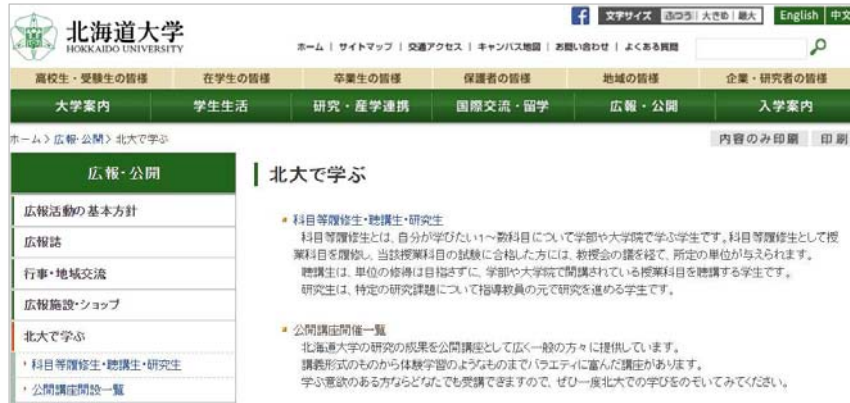 北海道大学
HOKKAIDO UNIVERSITY
文字サイズ ふつう 大きめ 最大 English 中文
ホーム | サイトマップ | 交通アクセス | キャンパス地図 | お問い合わせ | よくある質問
高校生・受験生の皆様 在学生の皆様 卒業生の皆様 保護者の皆様 地域の皆様 企業・研究者の皆様
大学案内 学生生活 研究・産学連携 国際交流・留学 広報・公開 入学案内
ホーム > 広報・公開 > 北大で学ぶ
内容のみ印刷 印刷
広報・公開
広報活動の基本方針
広報誌
行事・地域交流
広報施設・ショップ
北大で学ぶ
科目等履修生・聴講生・研究生
公開講座開設一覧
北大で学ぶ
科目等履修生・聴講生・研究生
科目等履修生とは、自分が学びたい1～数科目について学部や大学院で学ぶ学生です。科目等履修生として授
業科目を履修し、当該授業科目の試験に合格した方には、教授会の議を経て、所定の単位が与えられます。
聴講生は、単位の修得は目指さずに、学部や大学院で開講されている授業科目を聴講する学生です。
研究生は、特定の研究課題について指導教員の元で研究を進める学生です。
公開講座開催一覧
北海道大学の研究の成果を公開講座として広く一般の方々に提供しています。
講義形式のものから体験学習のようなものまでバラエティに富んだ講座があります。
学ぶ意欲のある方ならどなたでも受講できますので、ぜひ一度北大での学びをのぞいてみてください。